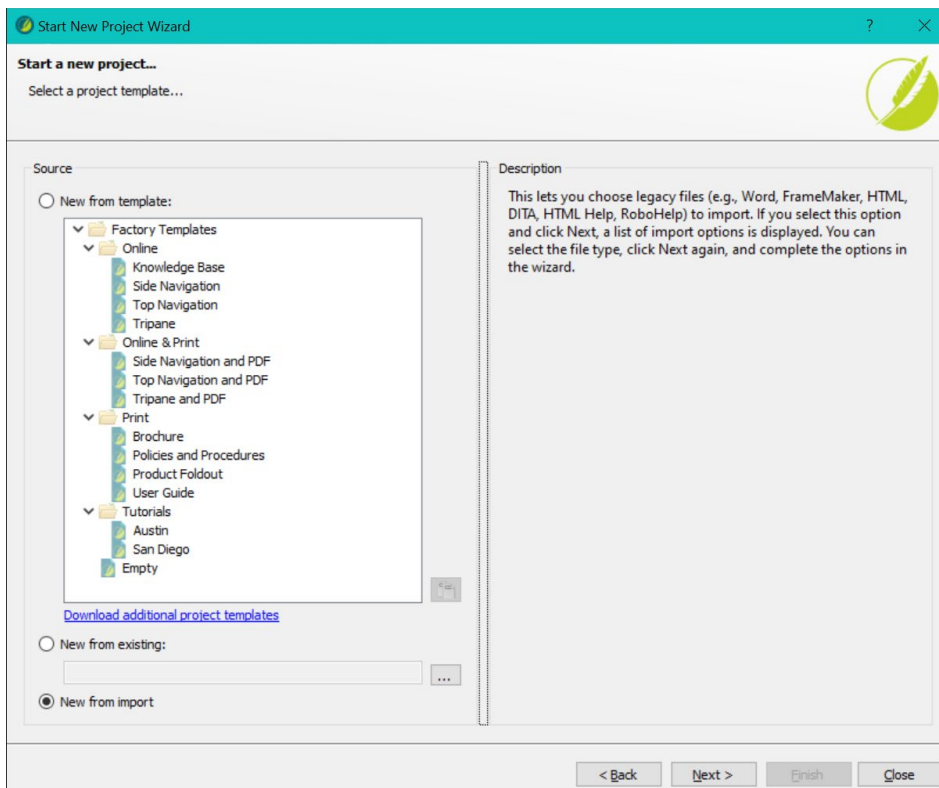 Start New Project Wizard
?
Start a new project...
Select a project template...
Source
New from template:
Factory Templates
Online
Knowledge Base
Side Navigation
Top Navigation
Tripane
Online & Print
Side Navigation and PDF
Top Navigation and PDF
Tripane and PDF
Print
Brochure
Policies and Procedures
Product Foldout
User Guide
Tutorials
Austin
San Diego
Empty
Download additional project templates
New from existing:
...
New from import
Description
This lets you choose legacy files (e.g., Word, FrameMaker, HTML,
DITA, HTML Help, RoboHelp) to import. If you select this option
and click Next, a list of import options is displayed. You can
select the file type, click Next again, and complete the options in
the wizard.
< Back
Next >
Finish
Close